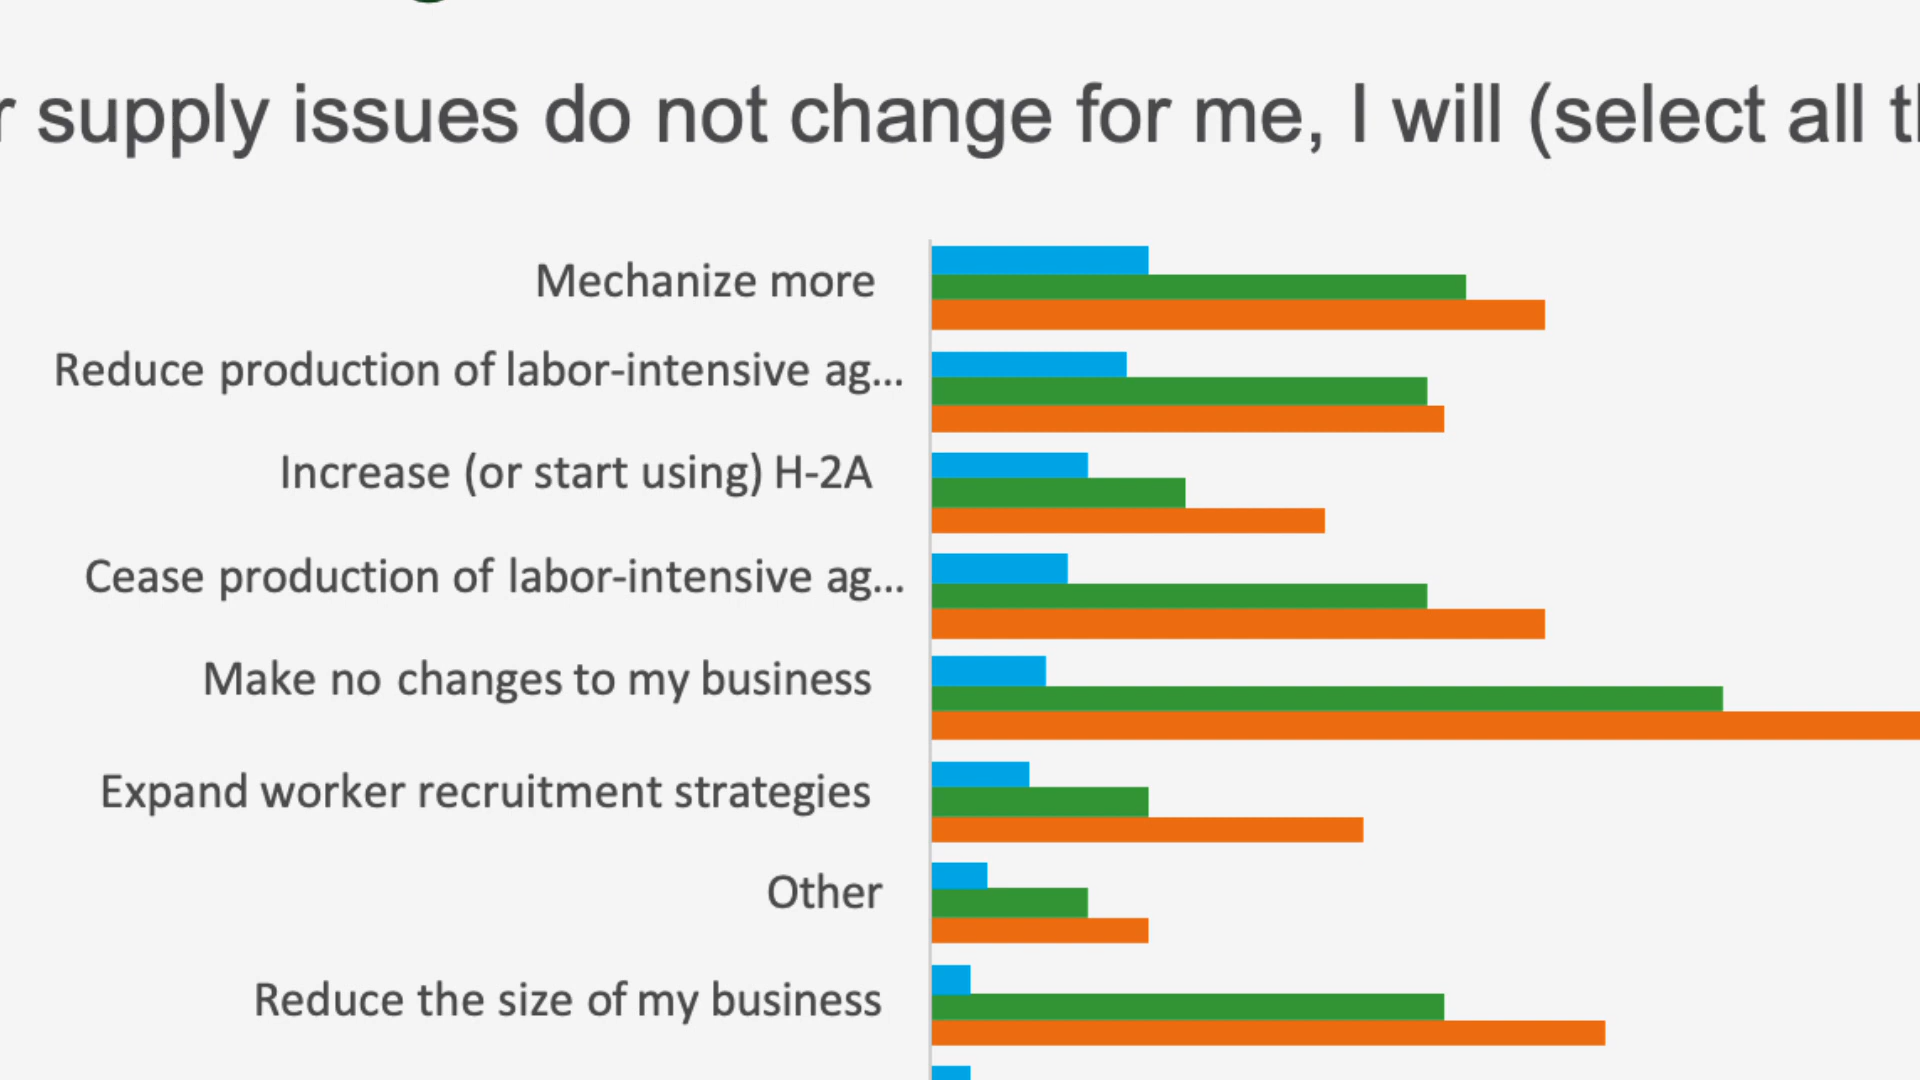 supply issues do not change for me, I will (select all
Mechanize more
Reduce production of labor-intensive ag...
Increase (or start using) H-2A
Cease production of labor-intensive ag...
Make no changes to my business
Expand worker recruitment strategies
Other
Reduce the size of my business